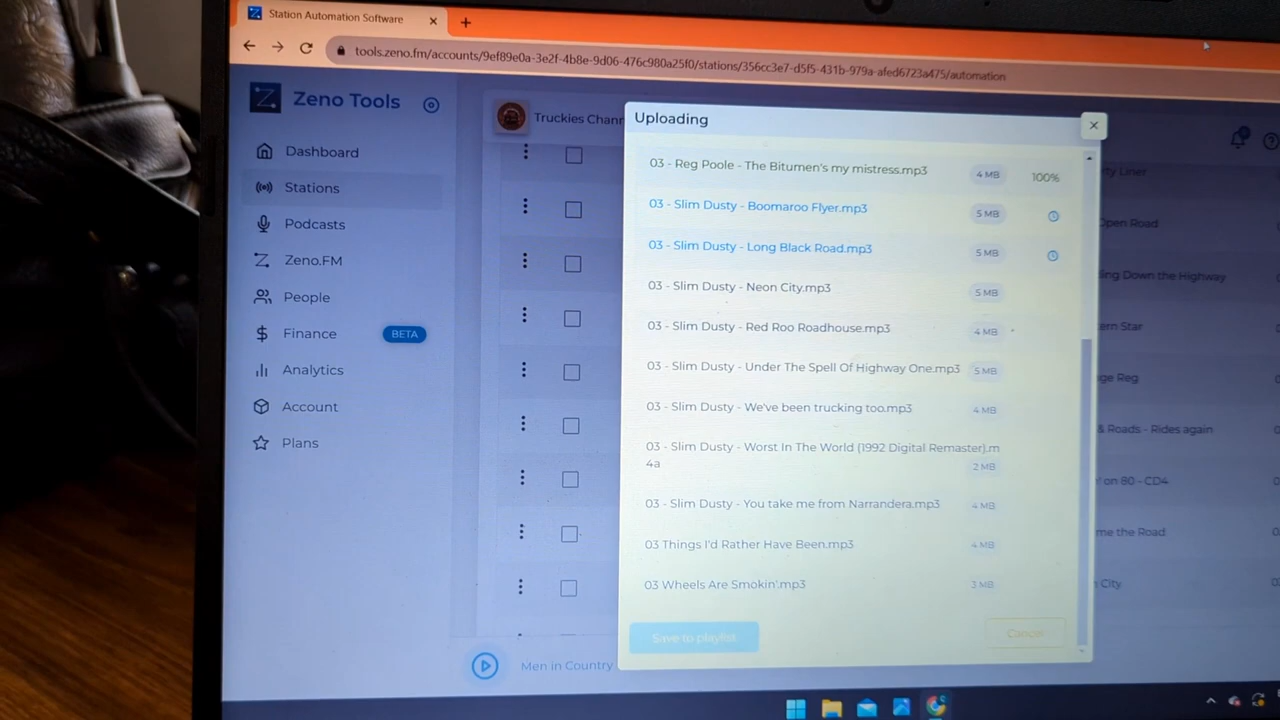 Station Automation Software
tools.zeno.fm/accounts/9ef89e0a-3e2f-4b8e-9d06-476c980a25f0/stations/356cc3e7-d5f5-431b-979a-afed6723a475/automation
Zeno Tools
Dashboard
Stations
Podcasts
Zeno.FM
People
Finance BETA
Analytics
Account
Plans
Truckies Chann
Uploading
03 - Reg Poole - The Bitumen's my mistress.mp3 4 MB 100%
03 - Slim Dusty - Boomaroo Flyer.mp3 5 MB
03 - Slim Dusty - Long Black Road.mp3 5 MB
03 - Slim Dusty - Neon City.mp3 5 MB
03 - Slim Dusty - Red Roo Roadhouse.mp3 4 MB
03 - Slim Dusty - Under The Spell Of Highway One.mp3 5 MB
03 - Slim Dusty - We've been trucking too.mp3 4 MB
03 - Slim Dusty - Worst In The World (1992 Digital Remaster).m
4a 2 MB
03 - Slim Dusty - You take me from Narrandera.mp3 4 MB
03 Things I'd Rather Have Been.mp3 4 MB
03 Wheels Are Smokin'.mp3 3 MB
Save to playlist Cancel
ty Liner
Open Road
ing Down the Highway
ern Star
ge Reg
& Roads - Rides again
on 80 - CD4
me the Road
City
Men in Country